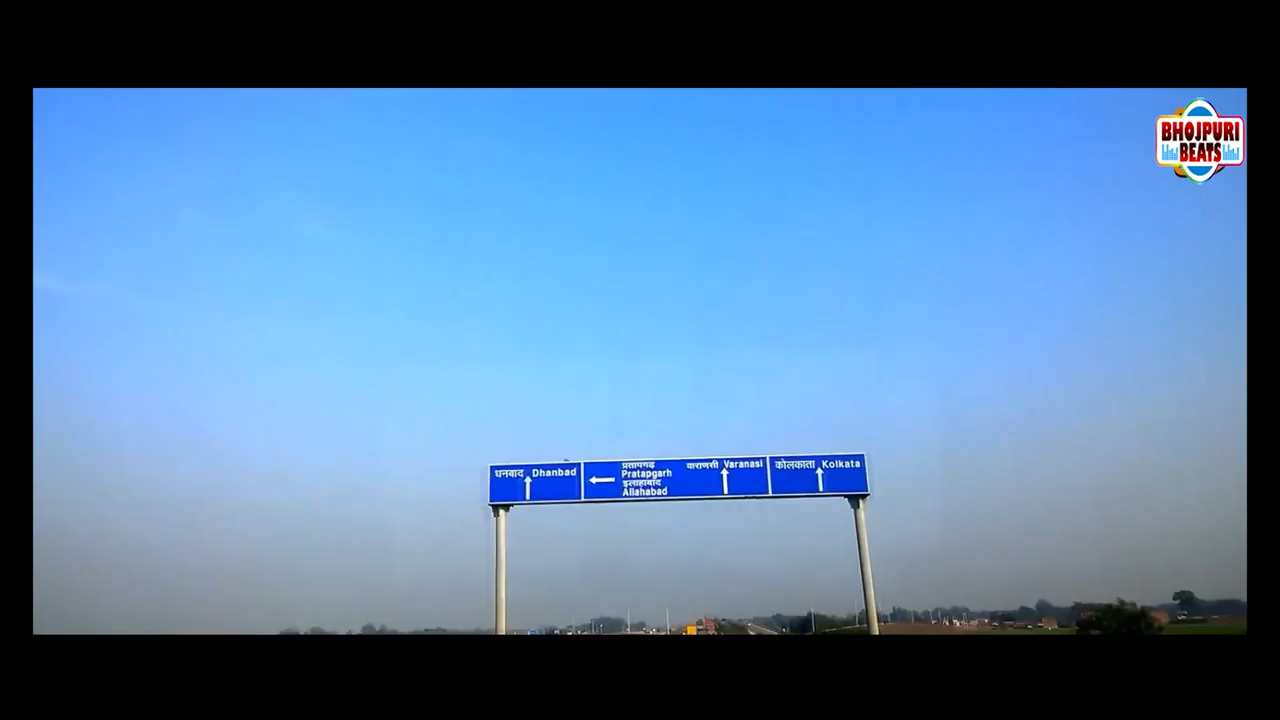 BHOJPURI
BEATS
धनबाद Dhanbad
प्रतापगढ़
Pratapgarh
इलाहाबाद
Allahabad
वाराणसी Varanasi
कोलकाता Kolkata